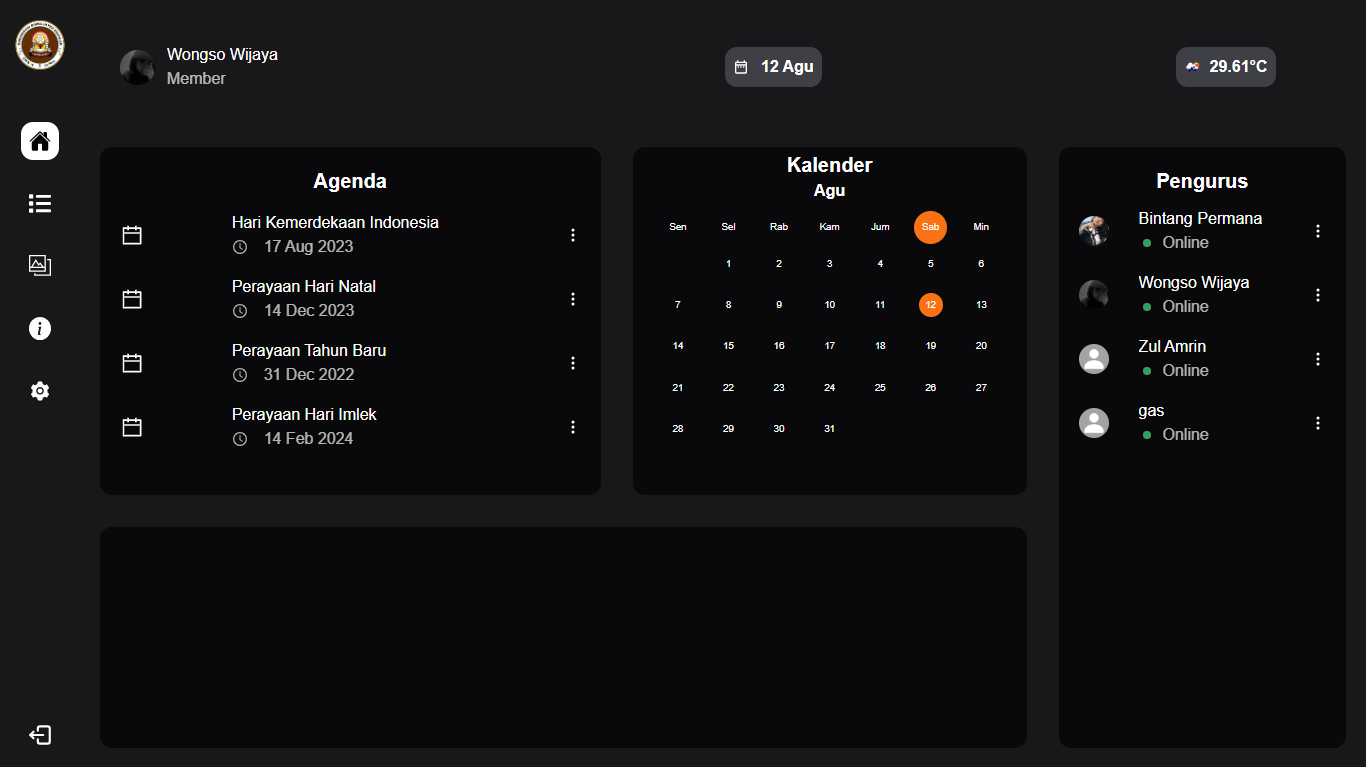 Wongso Wijaya
Member
12 Agu
29.61°C
Agenda
Hari Kemerdekaan Indonesia
17 Aug 2023
Perayaan Hari Natal
14 Dec 2023
Perayaan Tahun Baru
31 Dec 2022
Perayaan Hari Imlek
14 Feb 2024
Kalender
Agu
Sen Sel Rab Kam Jum Sab Min
1 2 3 4 5 6
7 8 9 10 11 12 13
14 15 16 17 18 19 20
21 22 23 24 25 26 27
28 29 30 31
Pengurus
Bintang Permana
Online
Wongso Wijaya
Online
Zul Amrin
Online
gas
Online